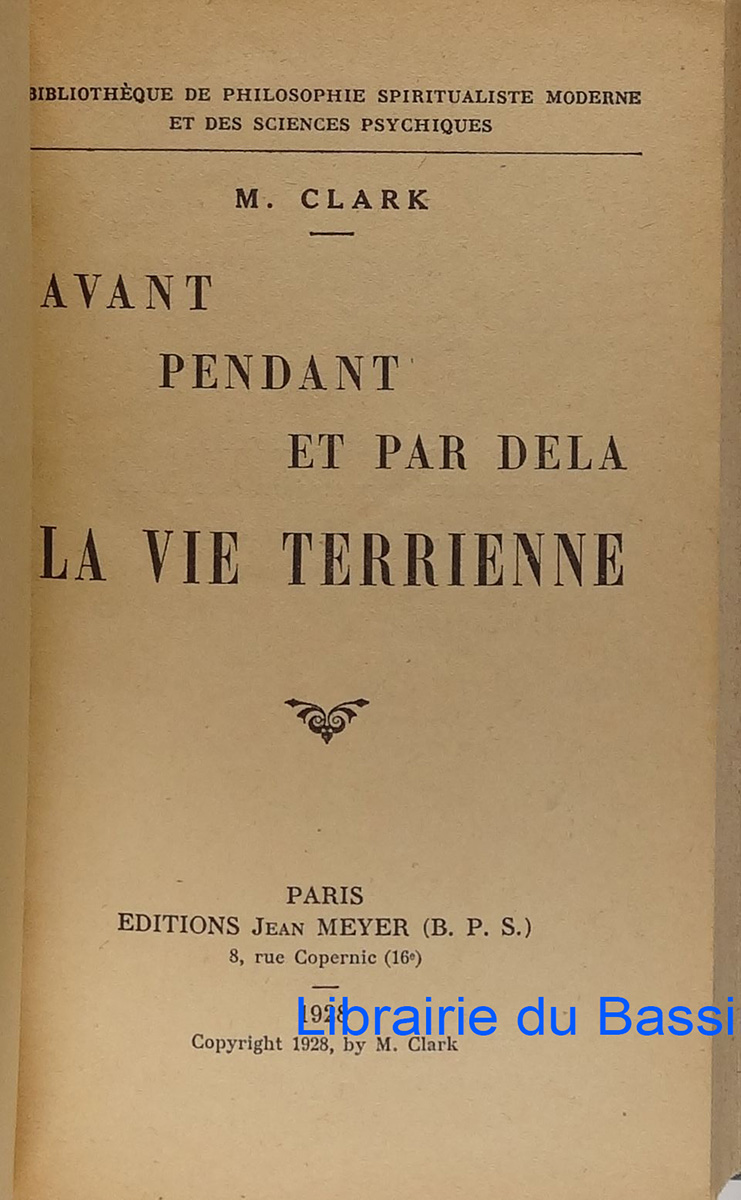 BIBLIOTHÈQUE DE PHILOSOPHIE SPIRITUALISTE MODERNE
ET DES SCIENCES PSYCHIQUES
M. CLARK
AVANT
PENDANT
ET PAR DELA
LA VIE TERRIENNE
PARIS
EDITIONS JEAN MEYER (B. P. S.)
8, rue Copernic (16e)
1928
Librairie du Bassi
Copyright 1928, by M. Clark